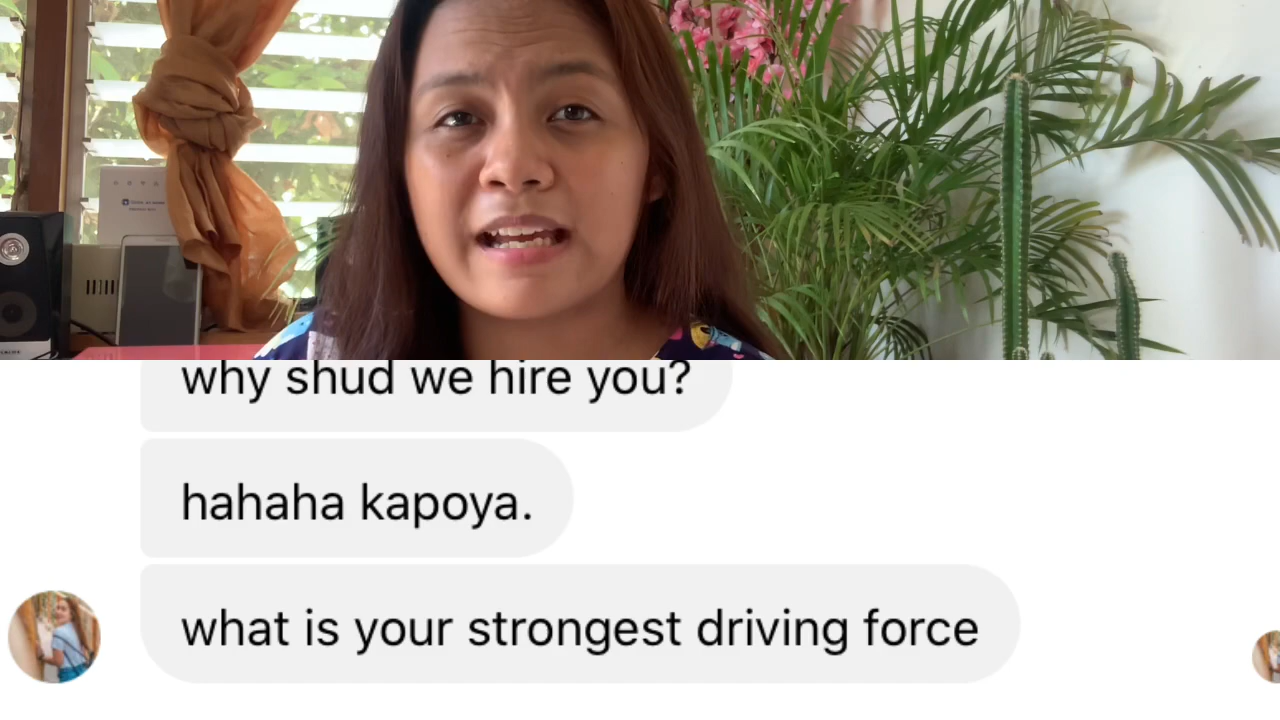 why shud we hire you?
hahaha kapoya.
what is your strongest driving force